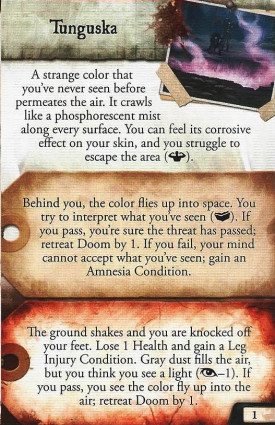 Tunguska
A strange color that
you've never seen before
permeates the air. It crawls
like a phosphorescent mist
along every surface. You can feel its corrosive
effect on your skin, and you struggle to
escape the area ( ).
Behind you, the color flies up into space. You
try to interpret what you've seen ( ). If
you pass, you're sure the threat has passed;
retreat Doom by 1. If you fail, your mind
cannot accept what you've seen; gain an
Amnesia Condition.
The ground shakes and you are knocked off
your feet. Lose 1 Health and gain a Leg
Injury Condition. Gray dust fills the air,
but you think you see a light ( –1). If
you pass, you see the color fly up into the
air; retreat Doom by 1.
1